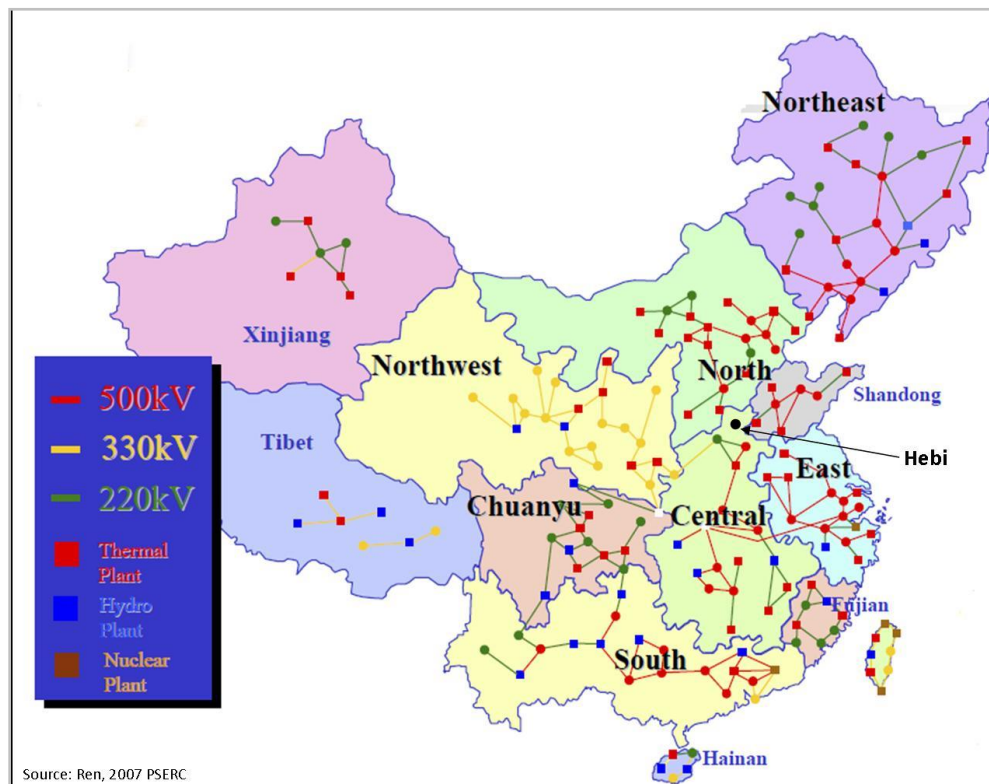 Northeast
Xinjiang
Northwest
North
Shandong
Tibet
Hebi
East
Chuanyu
Central
Fujian
South
Hainan
500kV
330kV
220kV
Thermal
Plant
Hydro
Plant
Nuclear
Plant
Source: Ren, 2007 PSERC